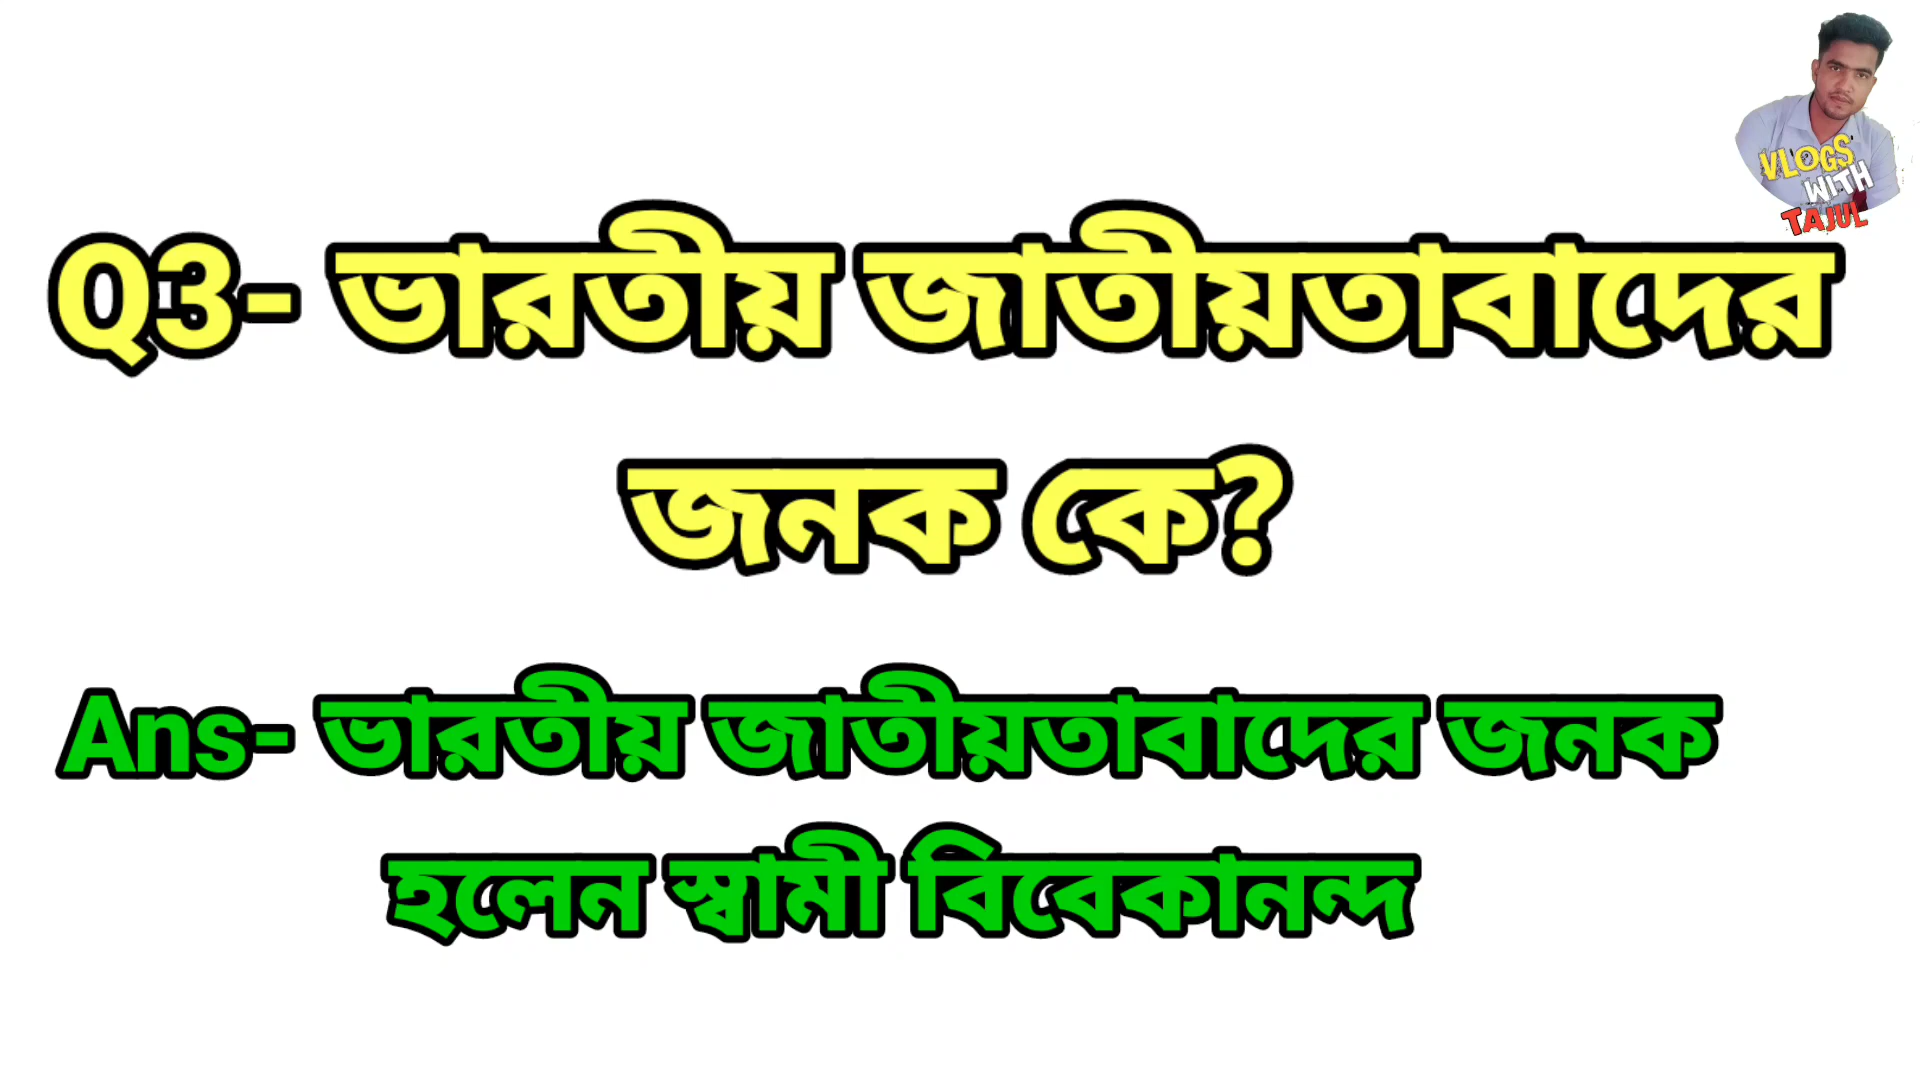 VLOGS
WITH
TAJUL
Q3- ভারতীয় জাতীয়তাবাদের
জনক কে?
Ans- ভারতীয় জাতীয়তাবাদের জনক
হলেন স্বামী বিবেকানন্দ